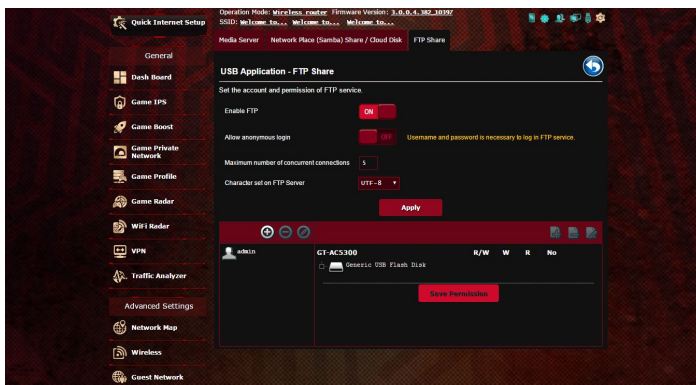 Quick Internet Setup
Operation Mode: Wireless router Firmware Version: 3.0.0.4.382_10397
SSID: Welcome to... Welcome to... Welcome to...
Media Server Network Place (Samba) Share / Cloud Disk FTP Share
General
Dash Board
Game IPS
Game Boost
Game Private
Network
Game Profile
Game Radar
WiFi Radar
VPN
Traffic Analyzer
Advanced Settings
Network Map
Wireless
Guest Network
USB Application - FTP Share
Set the account and permission of FTP service.
Enable FTP ON
Allow anonymous login OFF Username and password is necessary to log in FTP service.
Maximum number of concurrent connections 5
Character set on FTP Server UTF-8
Apply
admin
GT-AC5300 R/W W R No
Generic USB Flash Disk
Save Permission